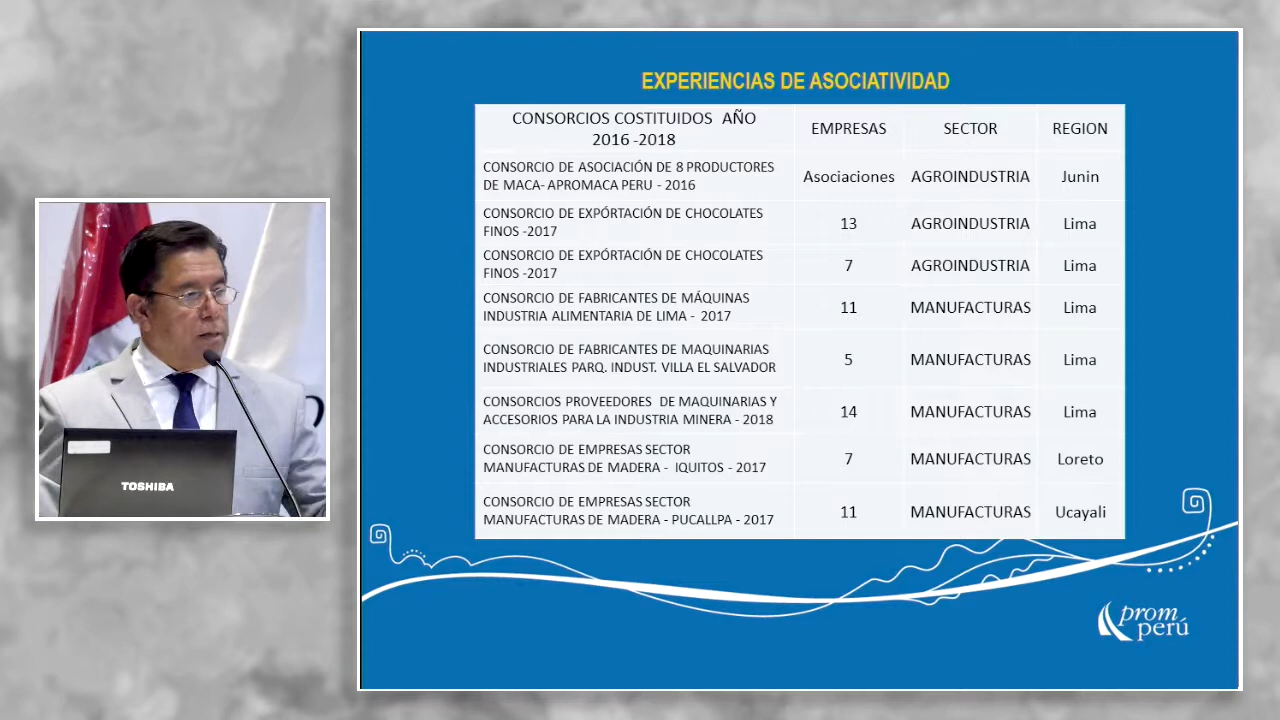 EXPERIENCIAS DE ASOCIATIVIDAD
CONSORCIOS COSTITUIDOS AÑO
2016 -2018
EMPRESAS
SECTOR
REGION
CONSORCIO DE ASOCIACIÓN DE 8 PRODUCTORES
DE MACA- APROMACA PERU - 2016
Asociaciones
AGROINDUSTRIA
Junin
CONSORCIO DE EXPÓRTACIÓN DE CHOCOLATES
FINOS -2017
13
AGROINDUSTRIA
Lima
CONSORCIO DE EXPÓRTACIÓN DE CHOCOLATES
FINOS -2017
7
AGROINDUSTRIA
Lima
CONSORCIO DE FABRICANTES DE MÁQUINAS
INDUSTRIA ALIMENTARIA DE LIMA - 2017
11
MANUFACTURAS
Lima
CONSORCIO DE FABRICANTES DE MAQUINARIAS
INDUSTRIALES PARQ. INDUST. VILLA EL SALVADOR
5
MANUFACTURAS
Lima
CONSORCIOS PROVEEDORES DE MAQUINARIAS Y
ACCESORIOS PARA LA INDUSTRIA MINERA - 2018
14
MANUFACTURAS
Lima
CONSORCIO DE EMPRESAS SECTOR
MANUFACTURAS DE MADERA - IQUITOS - 2017
7
MANUFACTURAS
Loreto
CONSORCIO DE EMPRESAS SECTOR
MANUFACTURAS DE MADERA - PUCALLPA - 2017
11
MANUFACTURAS
Ucayali
TOSHIBA
prom
perú